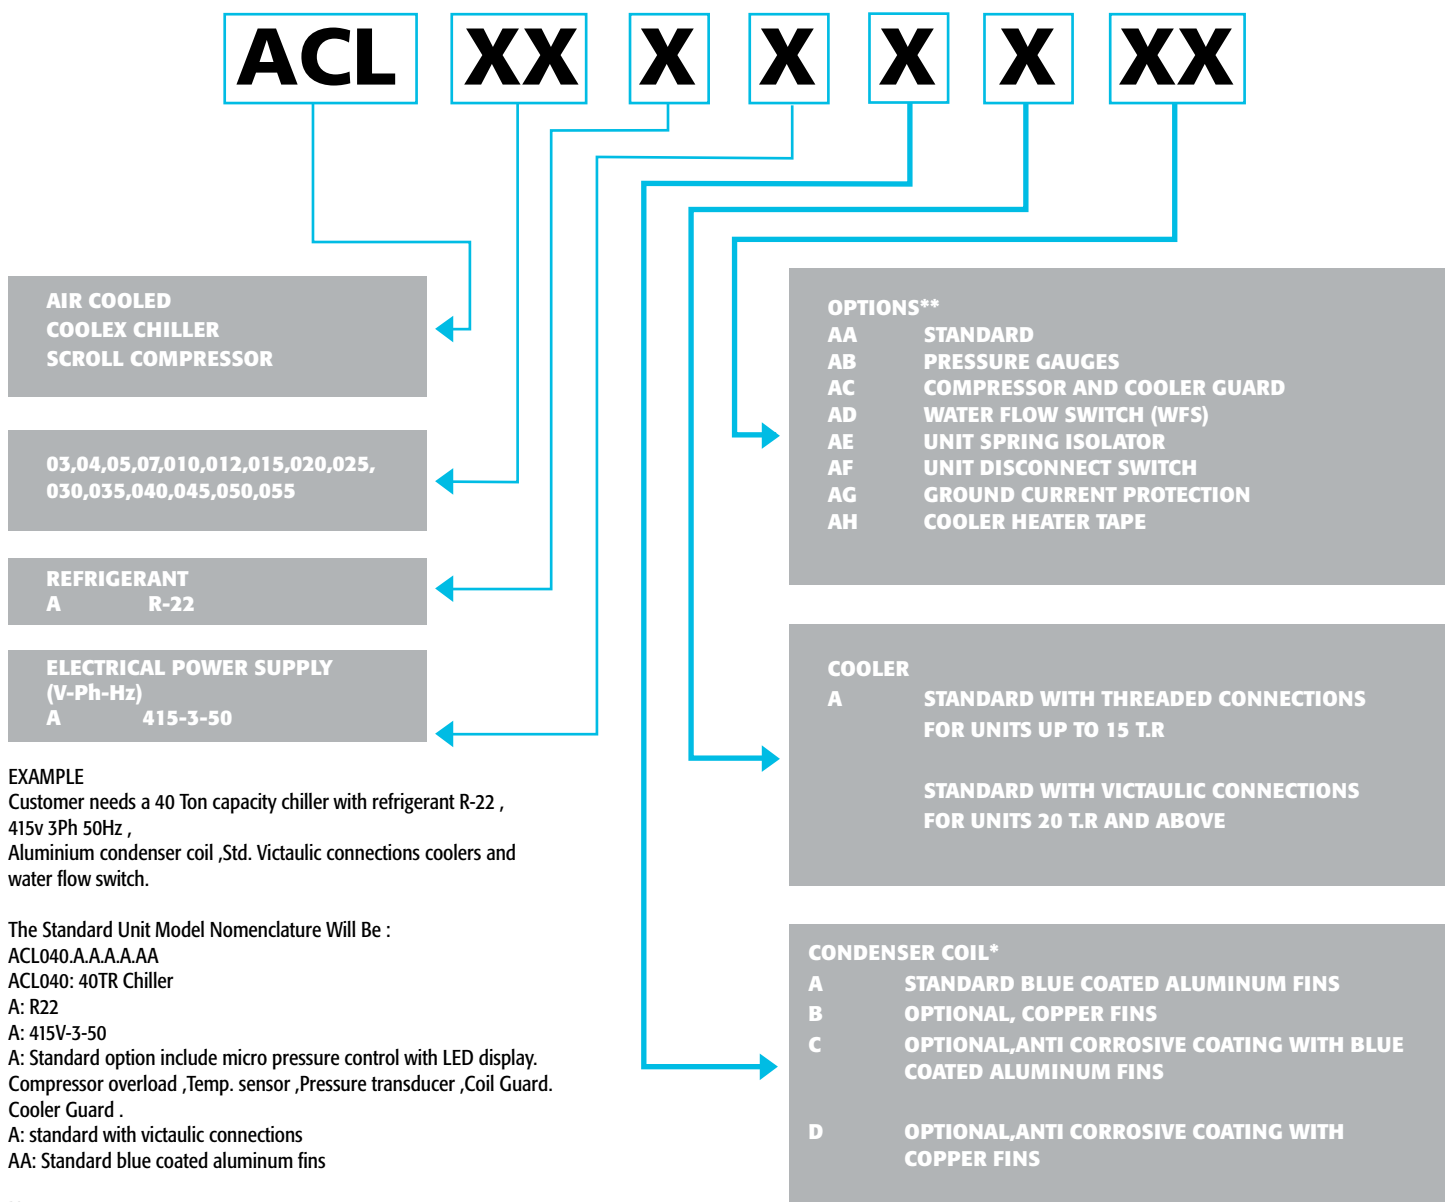 ACL XX X X X X XX
AIR COOLED
COOLEX CHILLER
SCROLL COMPRESSOR
03,04,05,07,010,012,015,020,025,
030,035,040,045,050,055
REFRIGERANT
A R-22
ELECTRICAL POWER SUPPLY
(V-Ph-Hz)
A 415-3-50
EXAMPLE
Customer needs a 40 Ton capacity chiller with refrigerant R-22 ,
415v 3Ph 50Hz ,
Aluminium condenser coil ,Std. Victaulic connections coolers and
water flow switch.
The Standard Unit Model Nomenclature Will Be :
ACL040.A.A.A.A.AA
ACL040: 40TR Chiller
A: R22
A: 415V-3-50
A: Standard option include micro pressure control with LED display.
Compressor overload ,Temp. sensor ,Pressure transducer ,Coil Guard.
Cooler Guard .
A: standard with victaulic connections
AA: Standard blue coated aluminum fins
OPTIONS**
AA STANDARD
AB PRESSURE GAUGES
AC COMPRESSOR AND COOLER GUARD
AD WATER FLOW SWITCH (WFS)
AE UNIT SPRING ISOLATOR
AF UNIT DISCONNECT SWITCH
AG GROUND CURRENT PROTECTION
AH COOLER HEATER TAPE
COOLER
A STANDARD WITH THREADED CONNECTIONS
FOR UNITS UP TO 15 T.R
STANDARD WITH VICTAULIC CONNECTIONS
FOR UNITS 20 T.R AND ABOVE
CONDENSER COIL*
A STANDARD BLUE COATED ALUMINUM FINS
B OPTIONAL, COPPER FINS
C OPTIONAL,ANTI CORROSIVE COATING WITH BLUE
COATED ALUMINUM FINS
D OPTIONAL,ANTI CORROSIVE COATING WITH
COPPER FINS